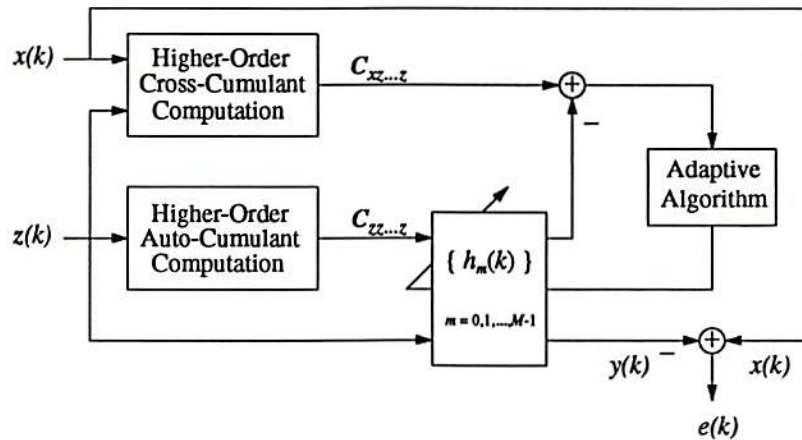 x(k)
Higher-Order
Cross-Cumulant
Computation
C_{xz...z}
+
−
Adaptive
Algorithm
z(k)
Higher-Order
Auto-Cumulant
Computation
C_{zz...z}
{ h_m(k) }
m = 0,1,...,M-1
y(k)
−
+
x(k)
e(k)